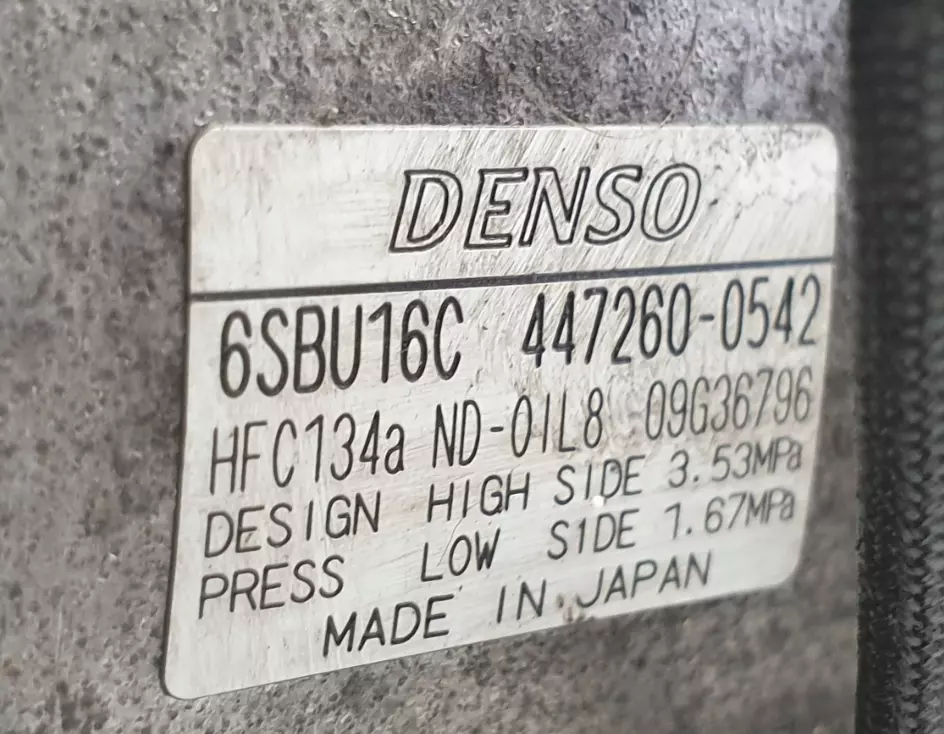 DENSO
6SBU16C 447260-0542
HFC134a ND-OIL8 09G36796
DESIGN HIGH SIDE 3.53MPa
PRESS LOW SIDE 1.67MPa
MADE IN JAPAN